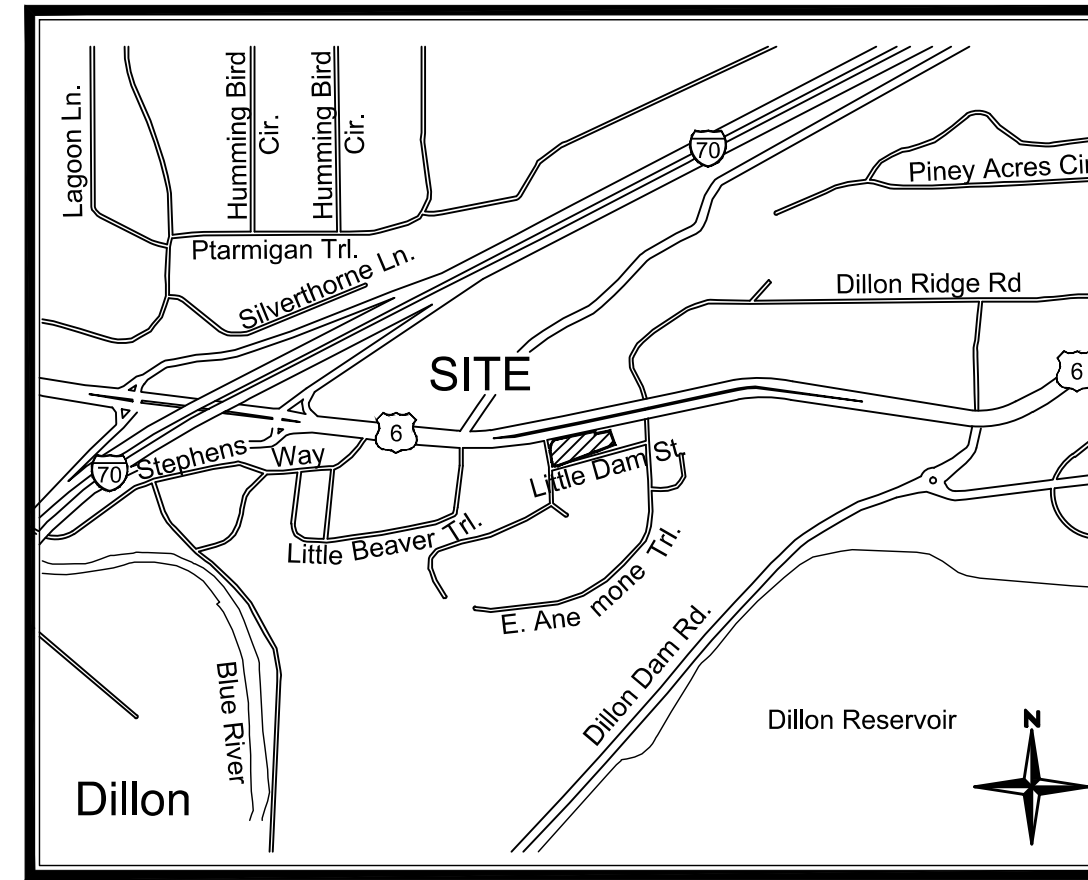 Lagoon Ln.
Humming Bird
Cir.
Humming Bird
Cir.
Ptarmigan Trl.
Silverthorne Ln.
70
Piney Acres Cir
Dillon Ridge Rd
SITE
6
6
70
Stephens Way
Little Dam St.
Little Beaver Trl.
E. Ane mone Trl.
Dillon Dam Rd.
Blue River
Dillon Reservoir
N
Dillon